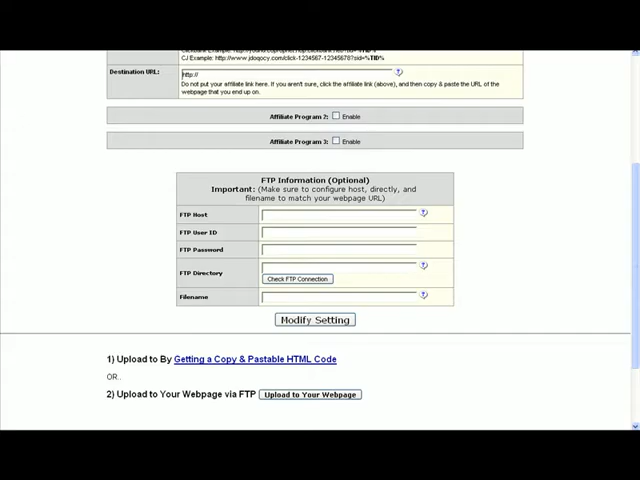 CJ Example: http://www.jdoqocy.com/click-1234567-12345678?sid=%TID%
Destination URL:
http://
Do not put your affiliate link here. If you aren't sure, click the affiliate link (above), and then copy & paste the URL of the
webpage that you end up on.
Affiliate Program 2: Enable
Affiliate Program 3: Enable
FTP Information (Optional)
Important: (Make sure to configure host, directly, and
filename to match your webpage URL)
FTP Host
FTP User ID
FTP Password
FTP Directory
Check FTP Connection
Filename
Modify Setting
1) Upload to By Getting a Copy & Pastable HTML Code
OR..
2) Upload to Your Webpage via FTP Upload to Your Webpage